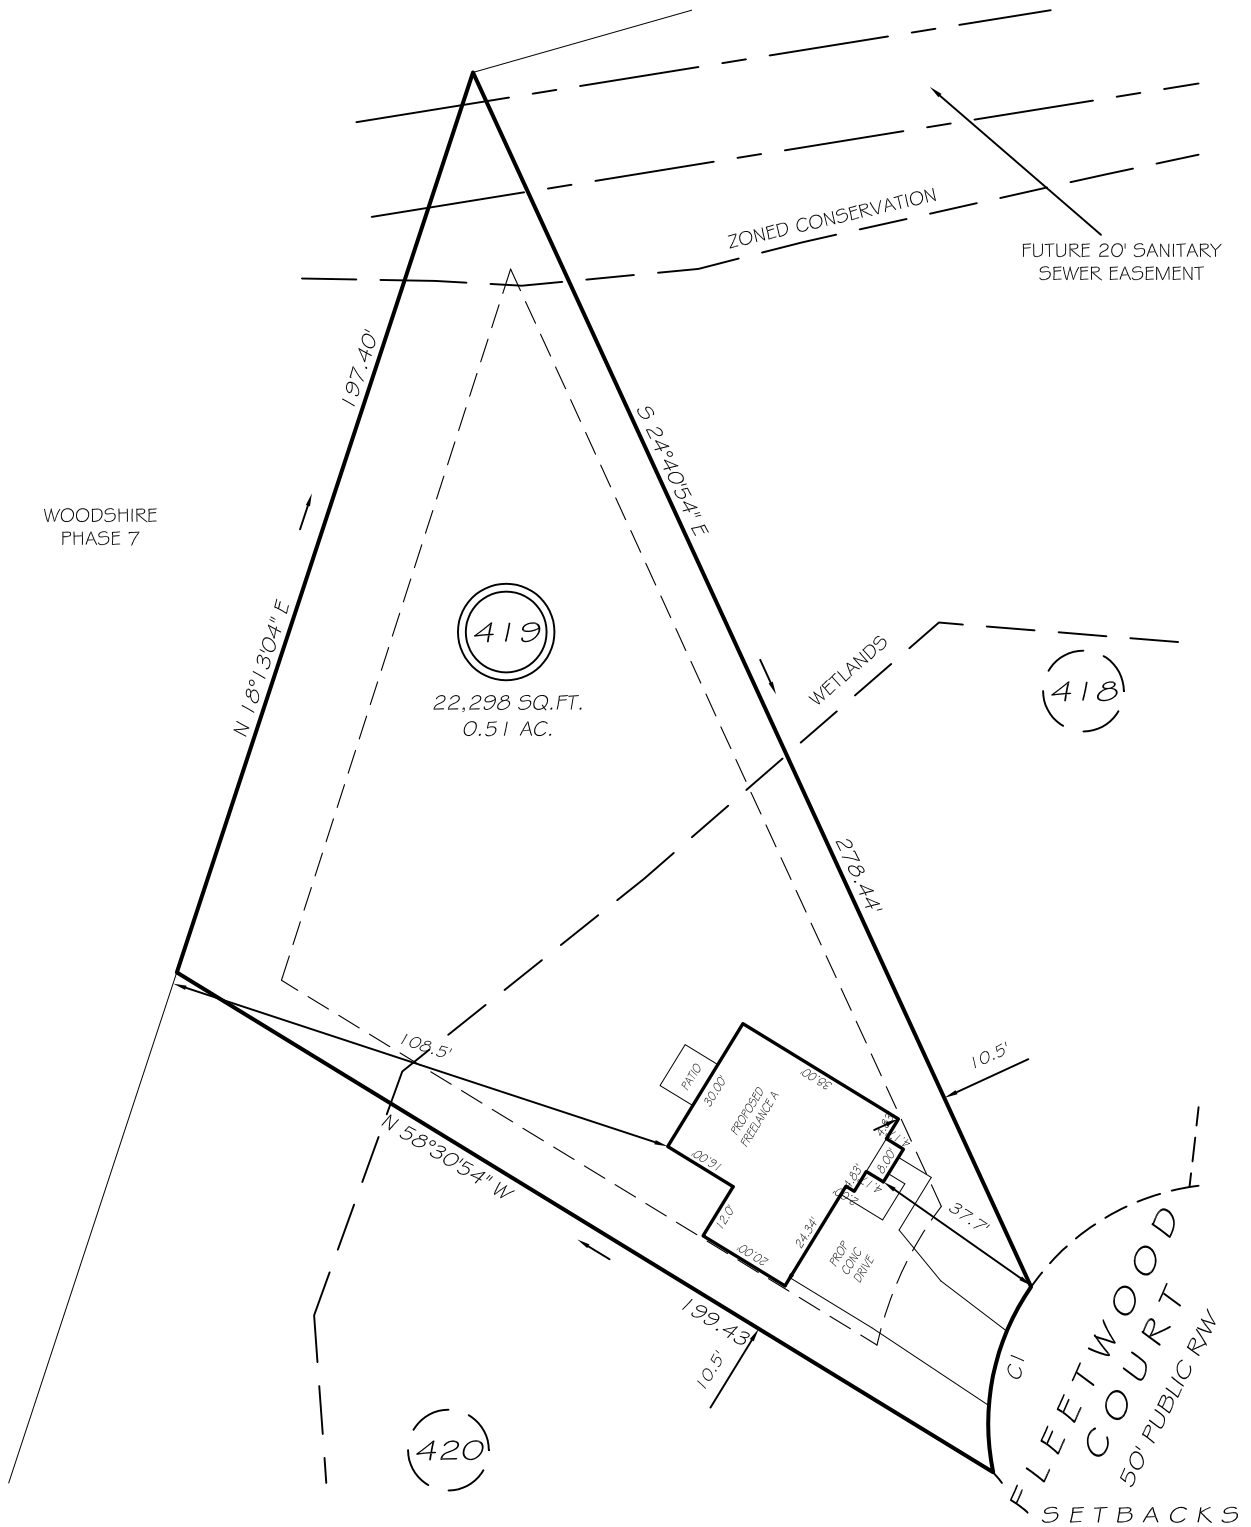 ZONED CONSERVATION
FUTURE 20' SANITARY
SEWER EASEMENT
197.40'
S 24°40'54" E
WOODSHIRE
PHASE 7
N 18°13'04" E
419
22,298 SQ.FT.
0.51 AC.
WETLANDS
418
278.44'
108.5'
10.5'
PATIO
30.00'
38.00'
PROPOSED
FREELANCE A
N 58°30'54" W
16.00'
12.0'
20.00'
24.34'
8.00'
37.7'
PROP
CONC
DRIVE
199.43'
10.5'
C1
FLEETWOOD
COURT
50' PUBLIC R/W
420
SETBACKS